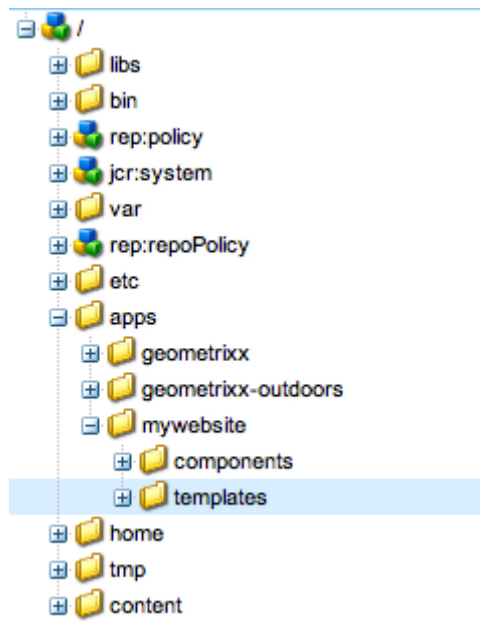 /
libs
bin
rep:policy
jcr:system
var
rep:repoPolicy
etc
apps
geometrixx
geometrixx-outdoors
mywebsite
components
templates
home
tmp
content